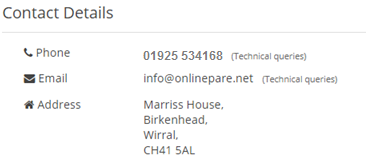 Contact Details
Phone 01925 534168 (Technical queries)
Email info@onlinepare.net (Technical queries)
Address Marriss House,
Birkenhead,
Wirral,
CH41 5AL